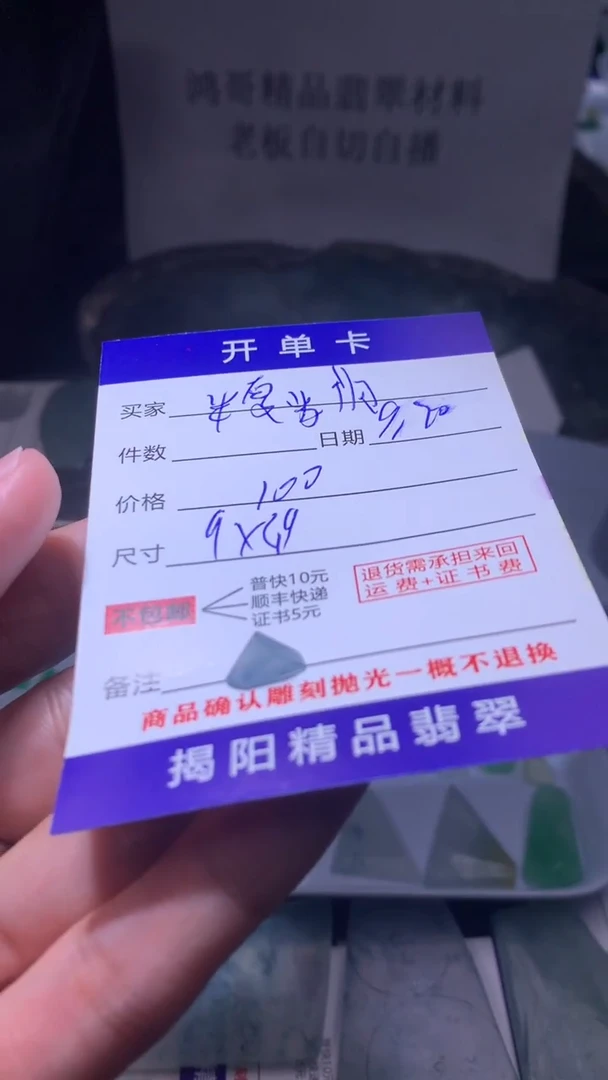 鸿哥精品翡翠材料
老板自切自播
开单卡
买家 半夏
件数 日期 9/20
价格 100
尺寸
不包邮
普快10元
顺丰快递
证书5元
退货需承担来回
运费+证书费
备注
商品确认雕刻抛光一概不退换
揭阳精品翡翠